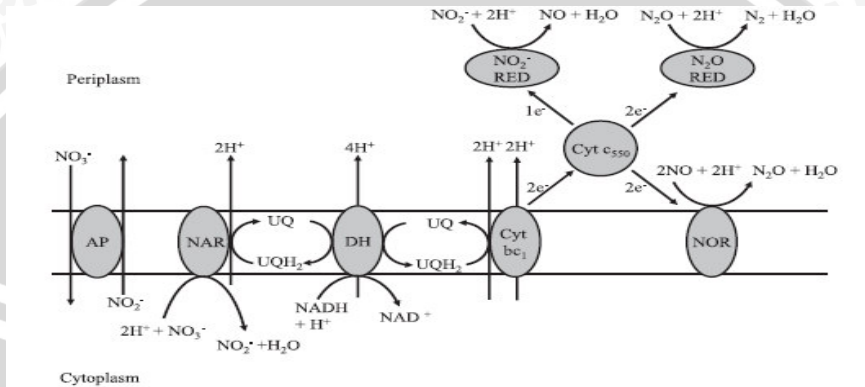 NO₂⁻ + 2H⁺ NO + H₂O N₂O + 2H⁺ N₂ + H₂O
NO₂⁻
RED
N₂O
RED
Periplasm
1e⁻ 2e⁻
NO₃⁻ 2H⁺ 4H⁺ 2H⁺ 2H⁺ Cyt c₅₅₀
2e⁻ 2e⁻ 2NO + 2H⁺ N₂O + H₂O
AP NAR UQ DH UQ Cyt
bc₁
NOR
UQH₂ UQH₂
NO₂⁻
2H⁺ + NO₃⁻ NO₂⁻ +H₂O
NADH
+ H⁺
NAD ⁺
Cytoplasm